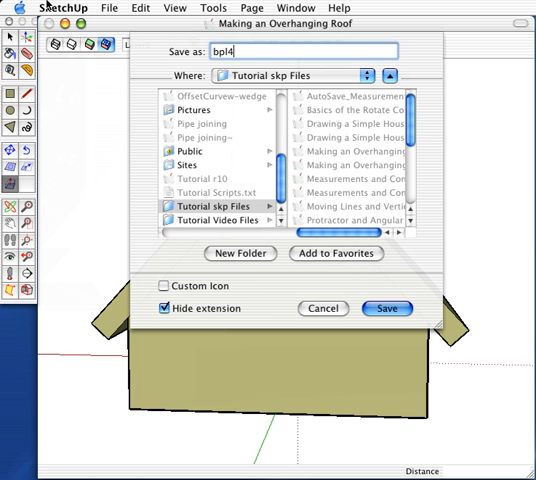 SketchUp File Edit View Draw Tools Page Window Help
Making an Overhanging Roof
Save as: bpl4
Where: Tutorial skp Files
OffsetCurvew-wedge
Pictures
Pipe joining
Pipe joining~
Public
Sites
Tutorial r10
Tutorial Scripts.txt
Tutorial skp Files
Tutorial Video Files
AutoSave_Measuremen
Basics of the Rotate Co
Drawing a Simple Hous
Drawing a Simple Hous
Making an Overhanging
Making an Overhanging
Measurements and Con
Measurements and Con
Moving Lines and Vertic
Protractor and Angular
New Folder
Add to Favorites
Custom Icon
Hide extension
Cancel
Save
Distance